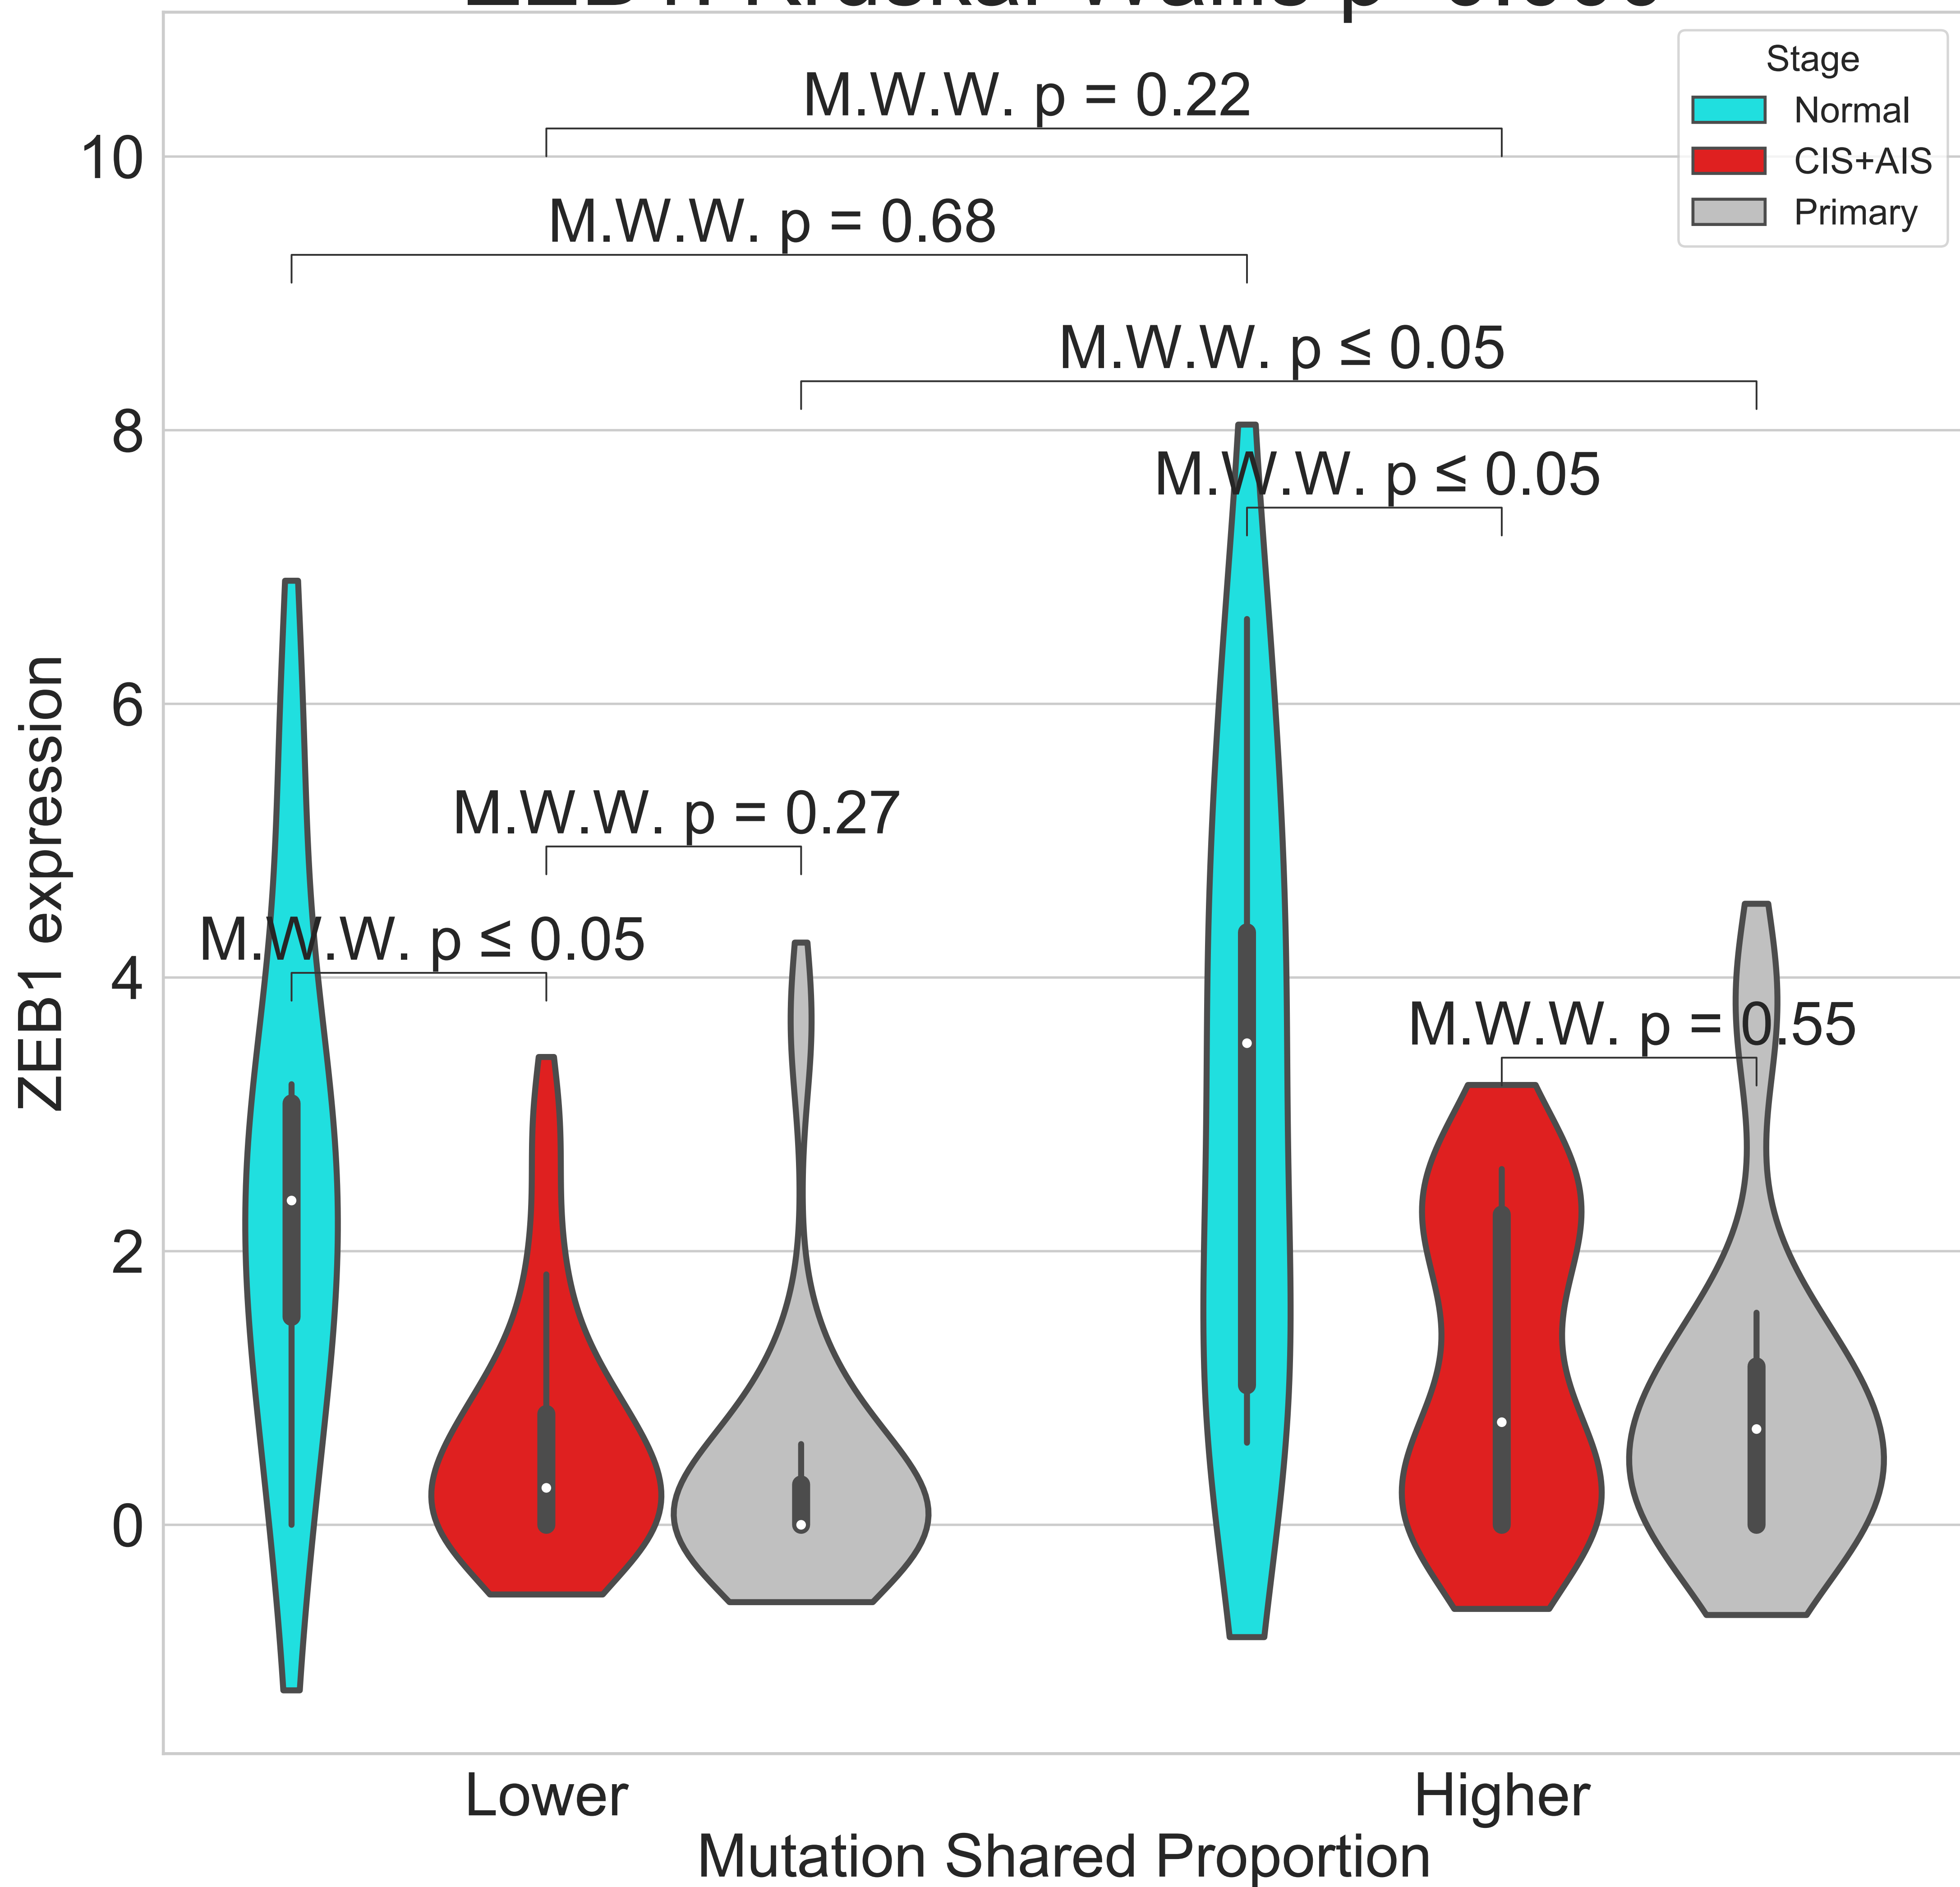 Stage
Normal
CIS+AIS
Primary
M.W.W. p = 0.22
M.W.W. p = 0.68
M.W.W. p ≤ 0.05
M.W.W. p ≤ 0.05
M.W.W. p = 0.27
M.W.W. p ≤ 0.05
M.W.W. p = 0.55
10
8
6
4
2
0
ZEB1 expression
Lower
Higher
Mutation Shared Proportion